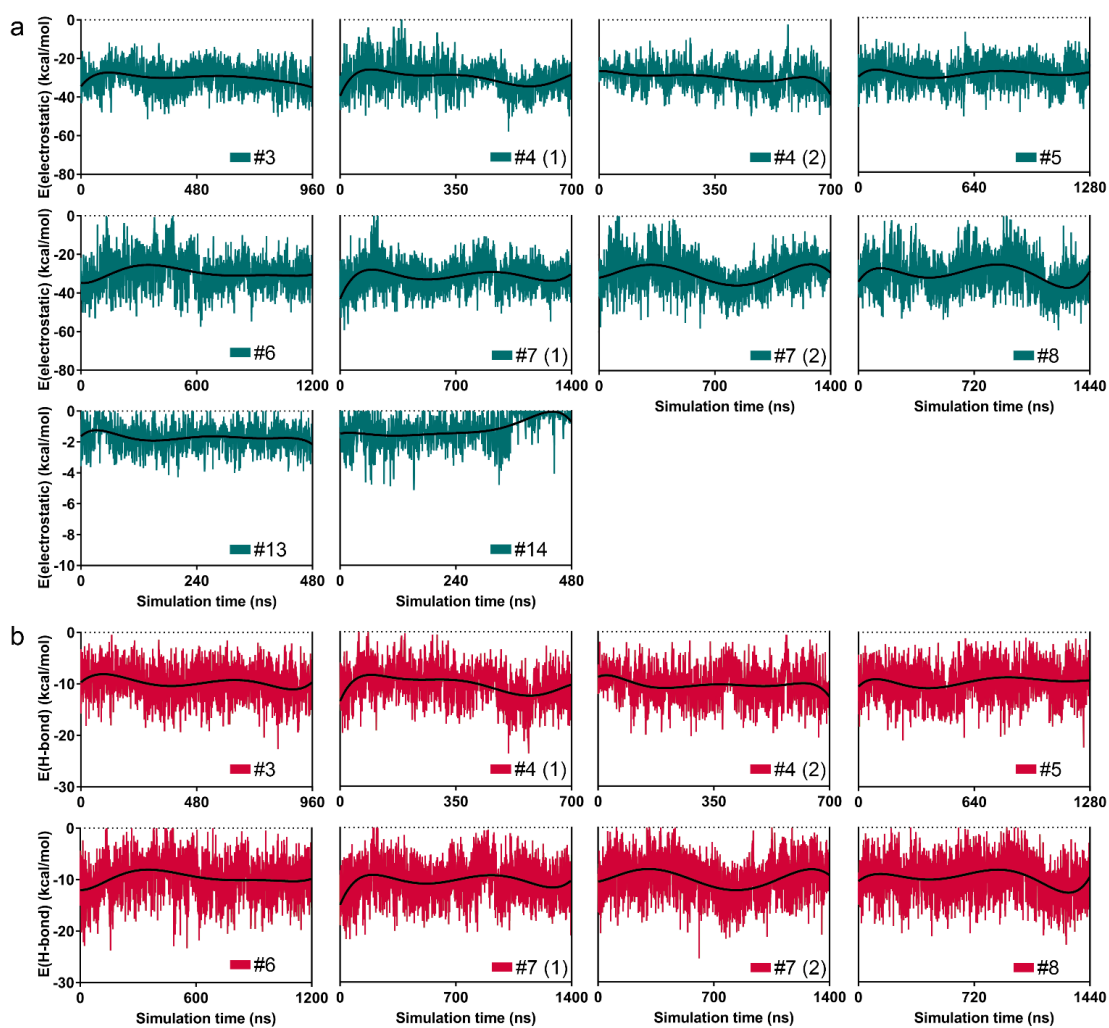 a
E(electrostatic) (kcal/mol)
0
-20
-40
-60
-80
#3
#4 (1)
#4 (2)
#5
0 480 960
0 350 700
0 350 700
0 640 1280
E(electrostatic) (kcal/mol)
0
-20
-40
-60
-80
#6
#7 (1)
#7 (2)
#8
0 600 1200
0 700 1400
0 700 1400
0 720 1440
Simulation time (ns)
Simulation time (ns)
E(electrostatic) (kcal/mol)
0
-2
-4
-6
-8
-10
#13
#14
0 240 480
0 240 480
Simulation time (ns)
Simulation time (ns)
b
E(H-bond) (kcal/mol)
0
-10
-20
-30
#3
#4 (1)
#4 (2)
#5
0 480 960
0 350 700
0 350 700
0 640 1280
E(H-bond) (kcal/mol)
0
-10
-20
-30
#6
#7 (1)
#7 (2)
#8
0 600 1200
0 700 1400
0 700 1400
0 720 1440
Simulation time (ns)
Simulation time (ns)
Simulation time (ns)
Simulation time (ns)